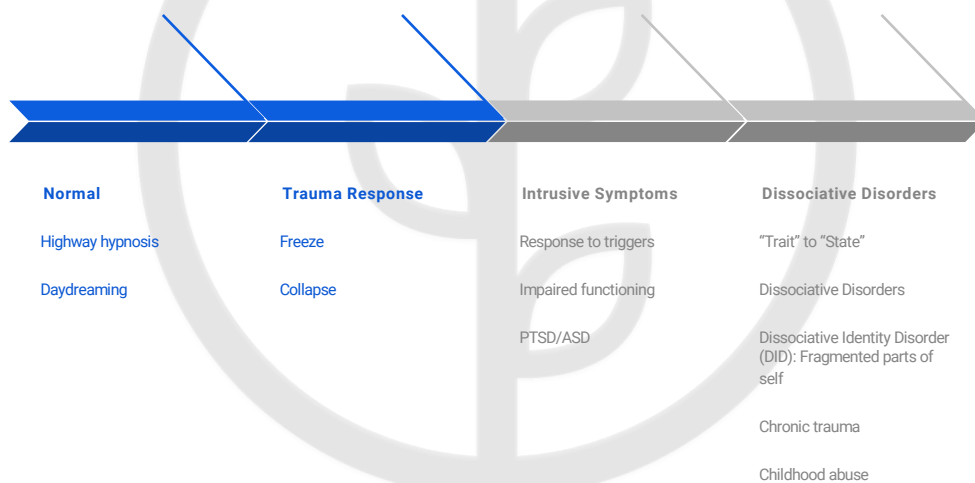 Normal
Highway hypnosis
Daydreaming
Trauma Response
Freeze
Collapse
Intrusive Symptoms
Response to triggers
Impaired functioning
PTSD/ASD
Dissociative Disorders
“Trait” to “State”
Dissociative Disorders
Dissociative Identity Disorder
(DID): Fragmented parts of
self
Chronic trauma
Childhood abuse